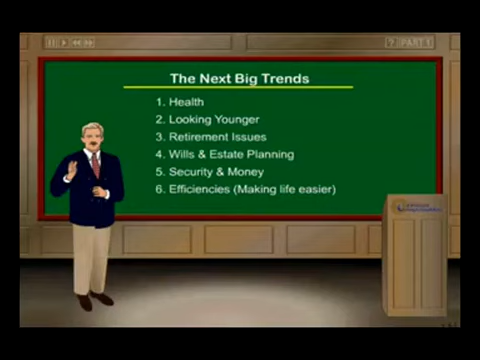 ? PART 1
The Next Big Trends
1. Health
2. Looking Younger
3. Retirement Issues
4. Wills & Estate Planning
5. Security & Money
6. Efficiencies (Making life easier)